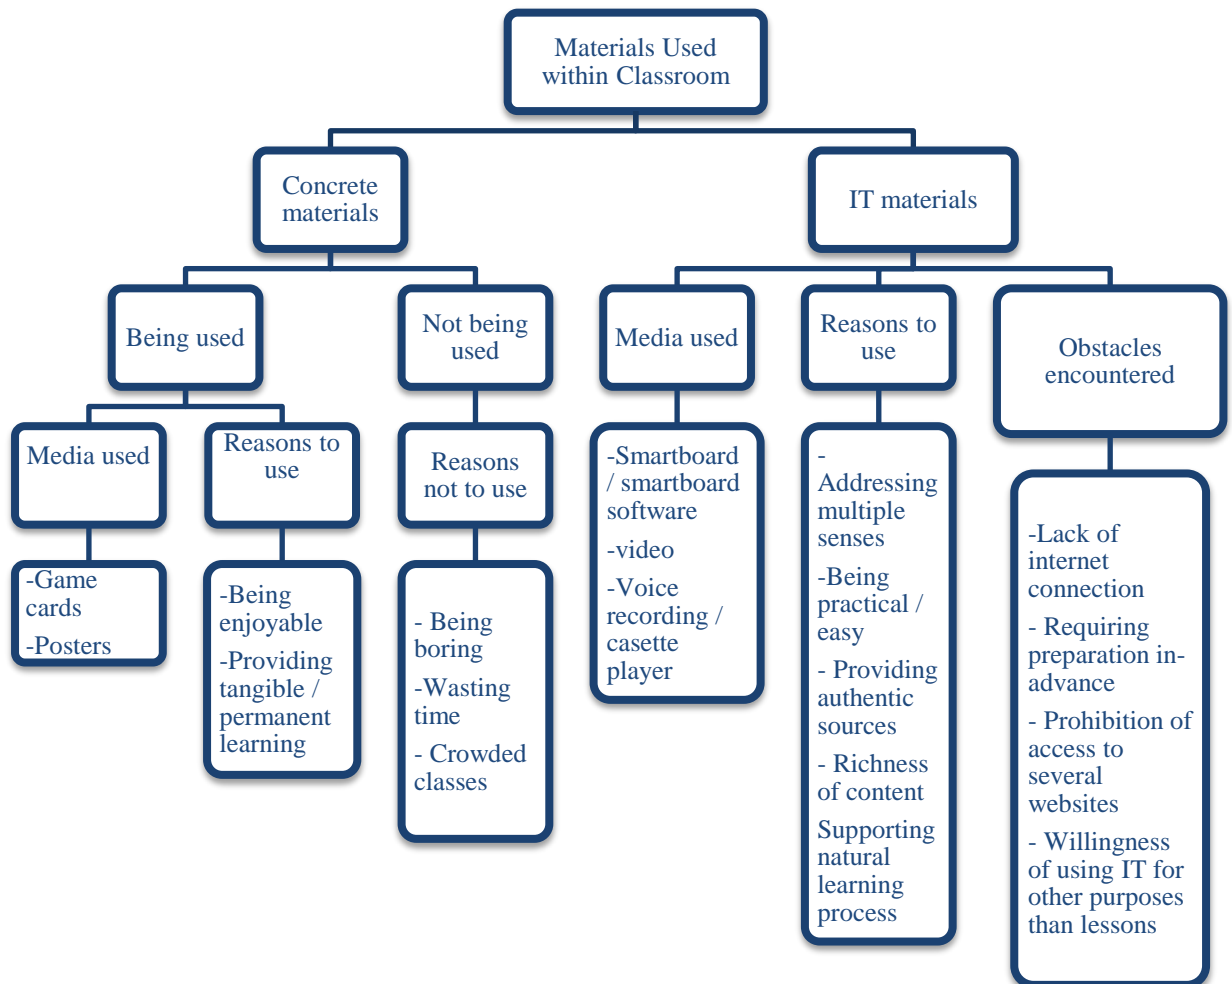 Materials Used
within Classroom
Concrete
materials
IT materials
Being used
Not being
used
Media used
Reasons to
use
Obstacles
encountered
Media used
Reasons to
use
Reasons
not to use
-Game
cards
-Posters
-Being
enjoyable
-Providing
tangible /
permanent
learning
- Being
boring
-Wasting
time
- Crowded
classes
-Smartboard
/ smartboard
software
-video
-Voice
recording /
casette
player
-
Addressing
multiple
senses
-Being
practical /
easy
- Providing
authentic
sources
- Richness
of content
Supporting
natural
learning
process
-Lack of
internet
connection
- Requiring
preparation in-
advance
- Prohibition of
access to
several
websites
- Willingness
of using IT for
other purposes
than lessons